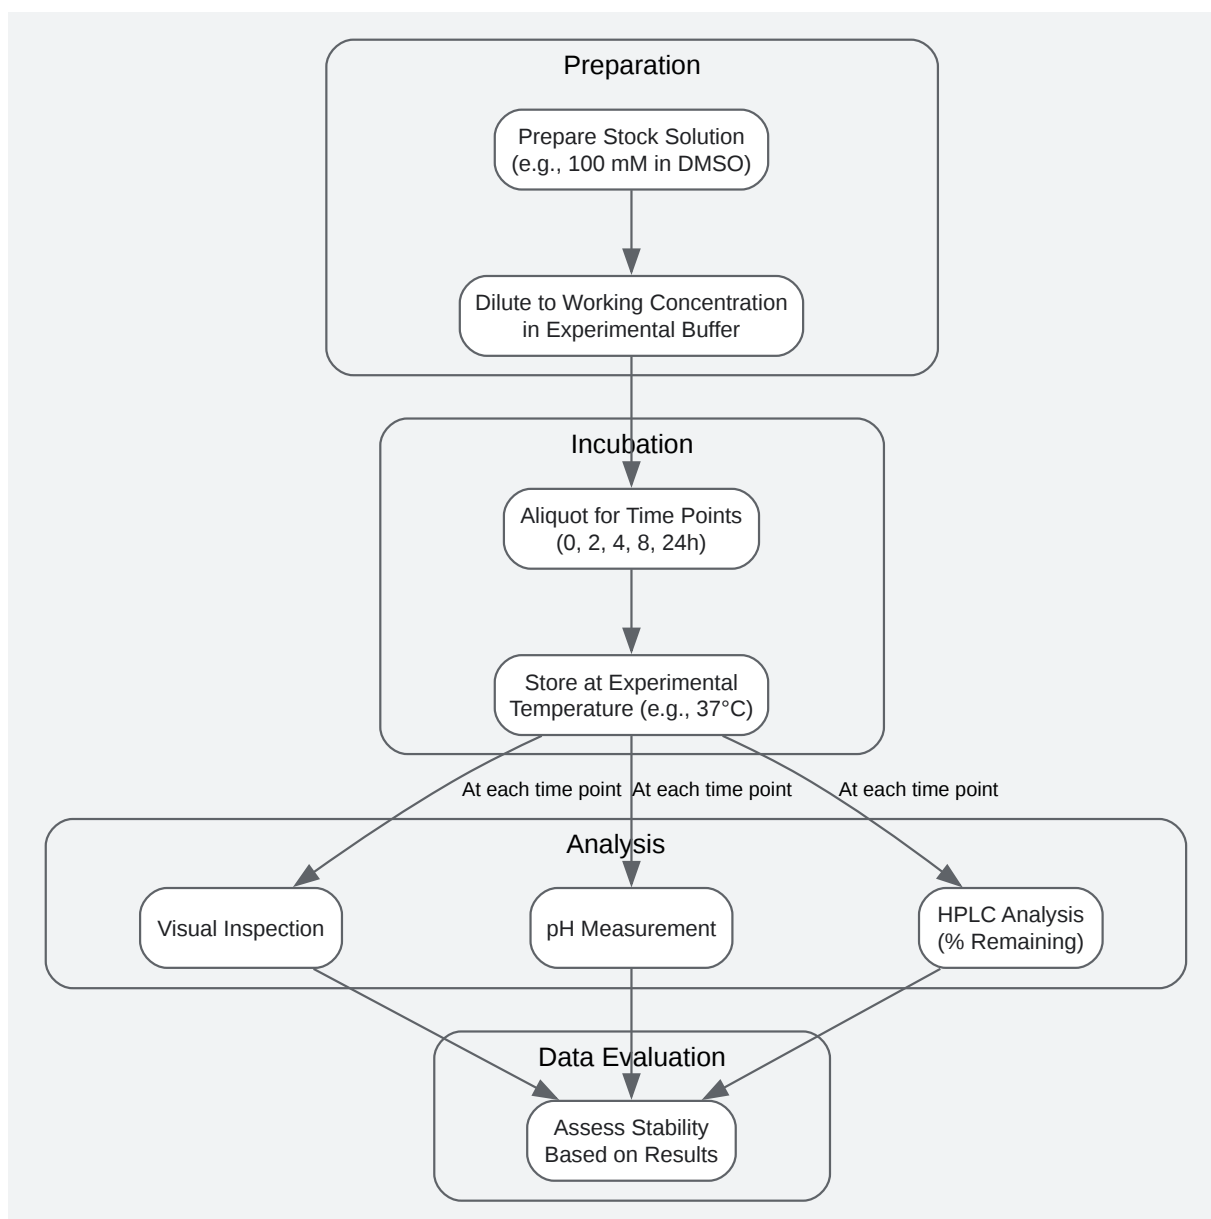 Preparation
Prepare Stock Solution
(e.g., 100 mM in DMSO)
Dilute to Working Concentration
in Experimental Buffer
Incubation
Aliquot for Time Points
(0, 2, 4, 8, 24h)
Store at Experimental
Temperature (e.g., 37°C)
At each time point
At each time point
At each time point
Analysis
Visual Inspection
pH Measurement
HPLC Analysis
(% Remaining)
Data Evaluation
Assess Stability
Based on Results